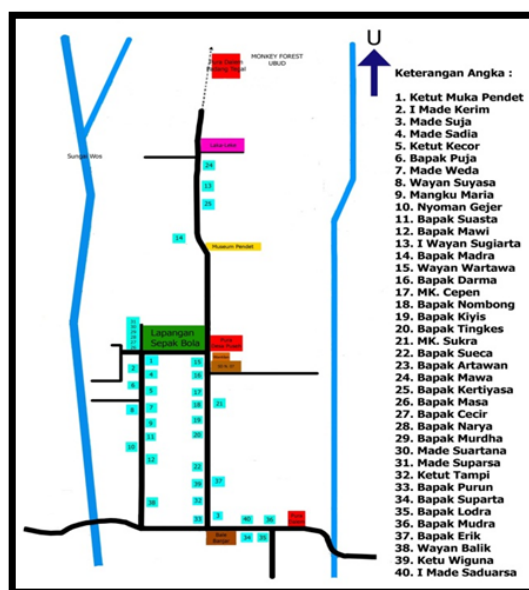 U
MONKEY FOREST
UBUD
Padang Tegal
Sungai Wos
24
13
25
14
Museum Pendet
Lapangan
Sepak Bola
1
15
2
4
16
6
5
17
8
7
18
21
9
19
11
20
10
12
22
39
37
38
32
33
3
40
36
34
35
Balai
Banjar
Keterangan Angka :
1. Ketut Muka Pendet
2. I Made Kerim
3. Made Suja
4. Made Sadia
5. Ketut Kecor
6. Bapak Puja
7. Made Weda
8. Wayan Suyasa
9. Mangku Maria
10. Nyoman Gejer
11. Bapak Suasta
12. Bapak Mawi
13. I Wayan Sugiarta
14. Bapak Madra
15. Wayan Wartawa
16. Bapak Darma
17. MK. Cepen
18. Bapak Nombong
19. Bapak Kiyis
20. Bapak Tingkes
21. MK. Sukra
22. Bapak Sueca
23. Bapak Artawan
24. Bapak Mawa
25. Bapak Kertiyasa
26. Bapak Masa
27. Bapak Cecir
28. Bapak Narya
29. Bapak Murdha
30. Made Suartana
31. Made Suparsa
32. Ketut Tampi
33. Bapak Purun
34. Bapak Suparta
35. Bapak Lodra
36. Bapak Mudra
37. Bapak Erik
38. Wayan Balik
39. Ketu Wiguna
40. I Made Saduarsa